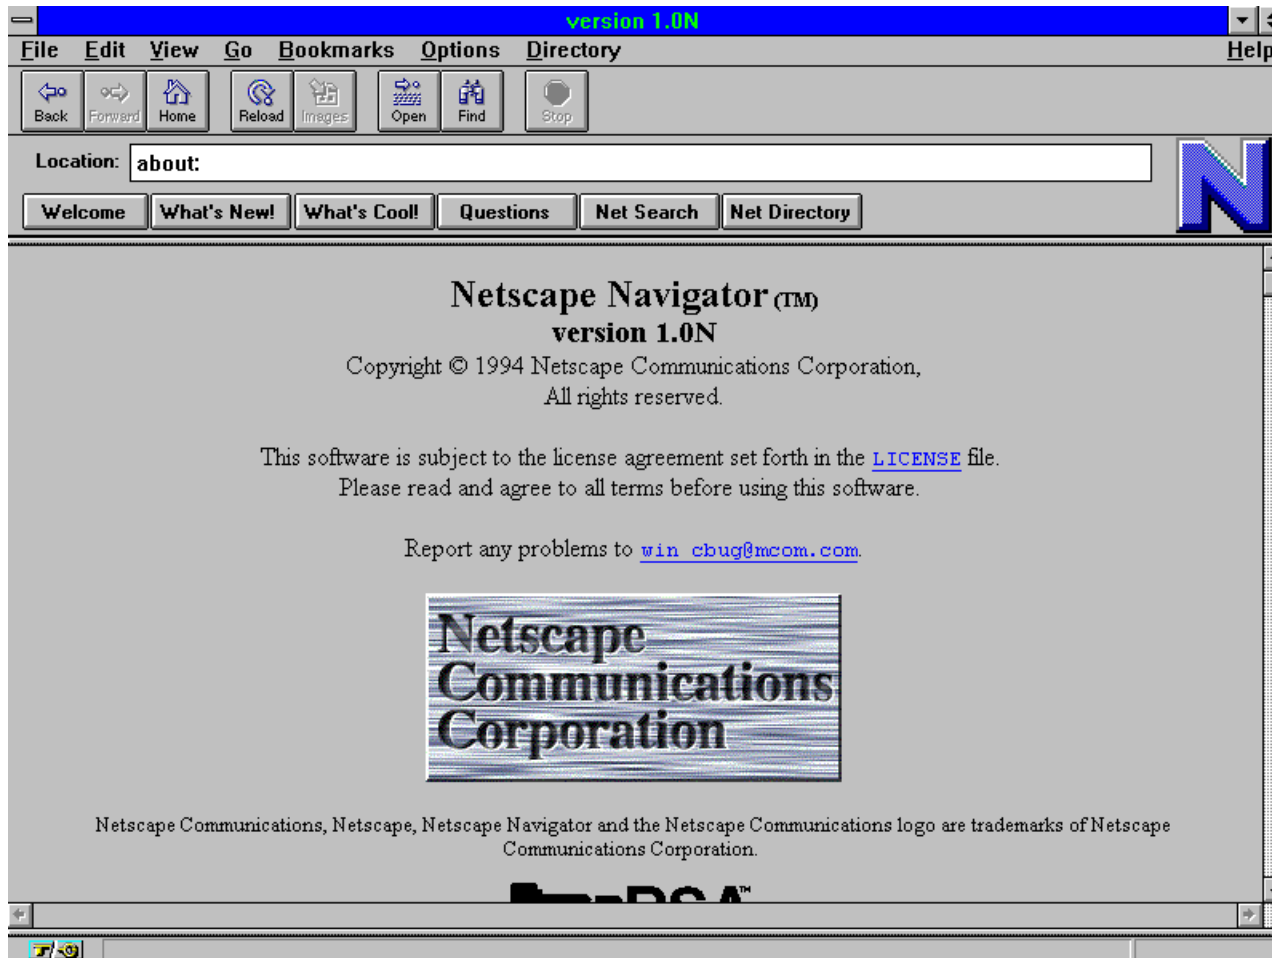 version 1.0N
File Edit View Go Bookmarks Options Directory Help
Back Forward Home Reload Images Open Find Stop
Location: about:
Welcome What's New! What's Cool! Questions Net Search Net Directory
Netscape Navigator (TM)
version 1.0N
Copyright © 1994 Netscape Communications Corporation,
All rights reserved.
This software is subject to the license agreement set forth in the LICENSE file.
Please read and agree to all terms before using this software.
Report any problems to win_cbug@mcom.com.
Netscape
Communications
Corporation
Netscape Communications, Netscape, Netscape Navigator and the Netscape Communications logo are trademarks of Netscape
Communications Corporation.
RSA™